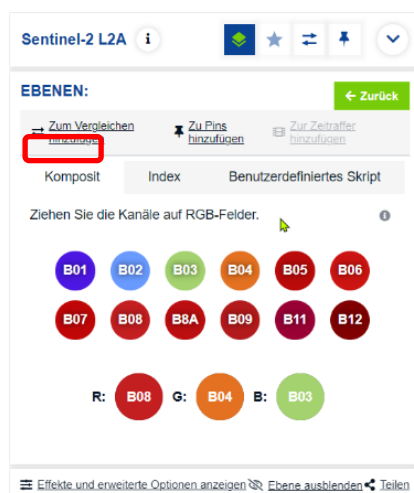 Sentinel-2 L2A i
EBENEN:
← Zurück
Zum Vergleichen hinzufügen
Zu Pins hinzufügen
Zur Zeitraffer hinzufügen
Komposit Index Benutzerdefiniertes Skript
Ziehen Sie die Kanäle auf RGB-Felder. i
B01 B02 B03 B04 B05 B06
B07 B08 B8A B09 B11 B12
R: B08 G: B04 B: B03
Effekte und erweiterte Optionen anzeigen Ebene ausblenden Teilen